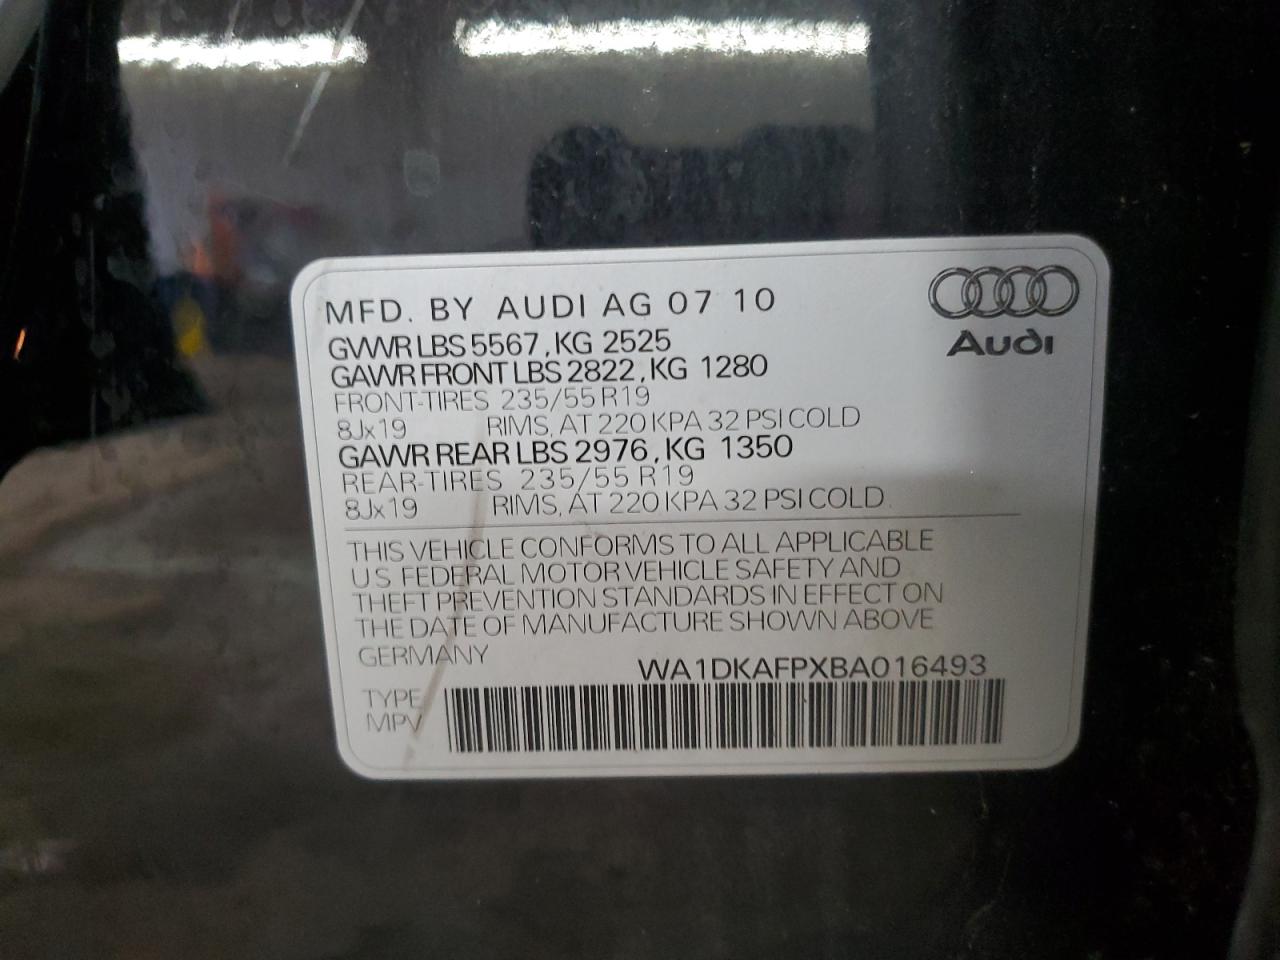 MFD. BY AUDI AG 07 10
Audi
GVWR LBS 5567, KG 2525
GAWR FRONT LBS 2822, KG 1280
FRONT-TIRES 235/55 R19
8Jx19 RIMS, AT 220 KPA 32 PSI COLD
GAWR REAR LBS 2976, KG 1350
REAR-TIRES 235/55 R19
8Jx19 RIMS, AT 220 KPA 32 PSI COLD
THIS VEHICLE CONFORMS TO ALL APPLICABLE
US FEDERAL MOTOR VEHICLE SAFETY AND
THEFT PREVENTION STANDARDS IN EFFECT ON
THE DATE OF MANUFACTURE SHOWN ABOVE
GERMANY WA1DKAFPXBA016493
TYPE
MPV